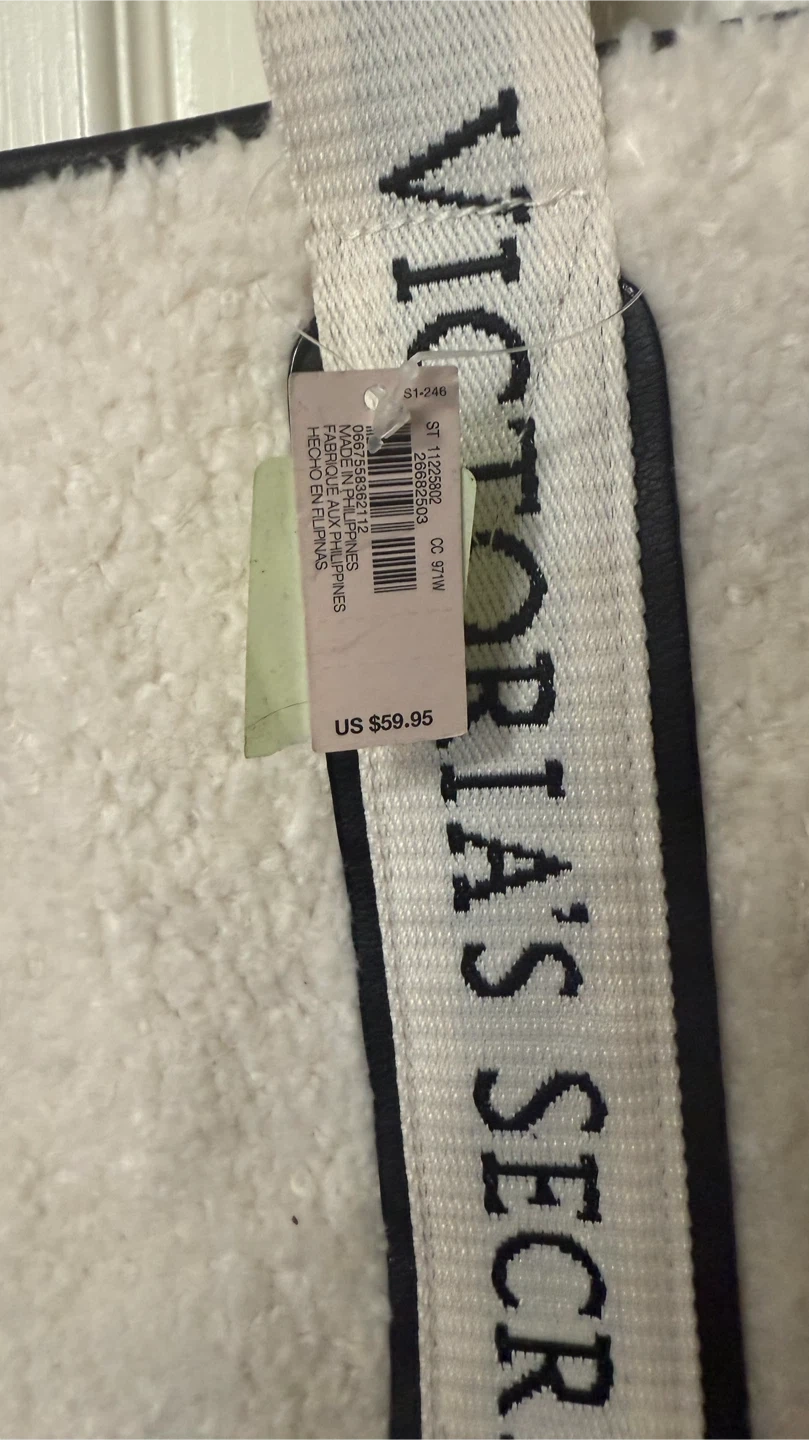 VICTORIA'S SECR
S1-246
ST 11225802 CC 971W
26682503
0667558362112
MADE IN PHILIPPINES
FABRIQUE AUX PHILIPPINES
HECHO EN FILIPINAS
US $59.95